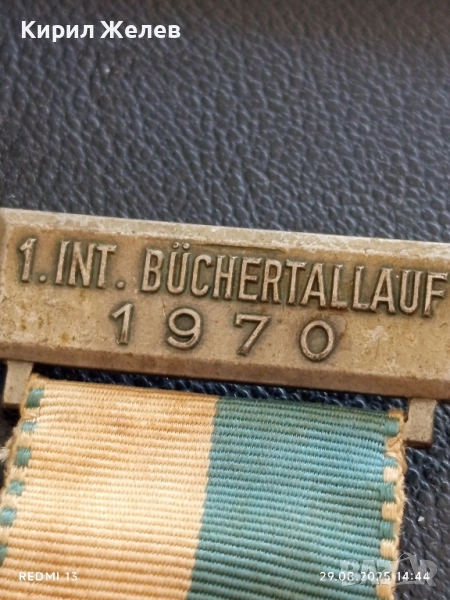 Кирил Желев
1. INT. BÜCHERTALLAUF
1970
REDMI 13
29.08.2025 14:44